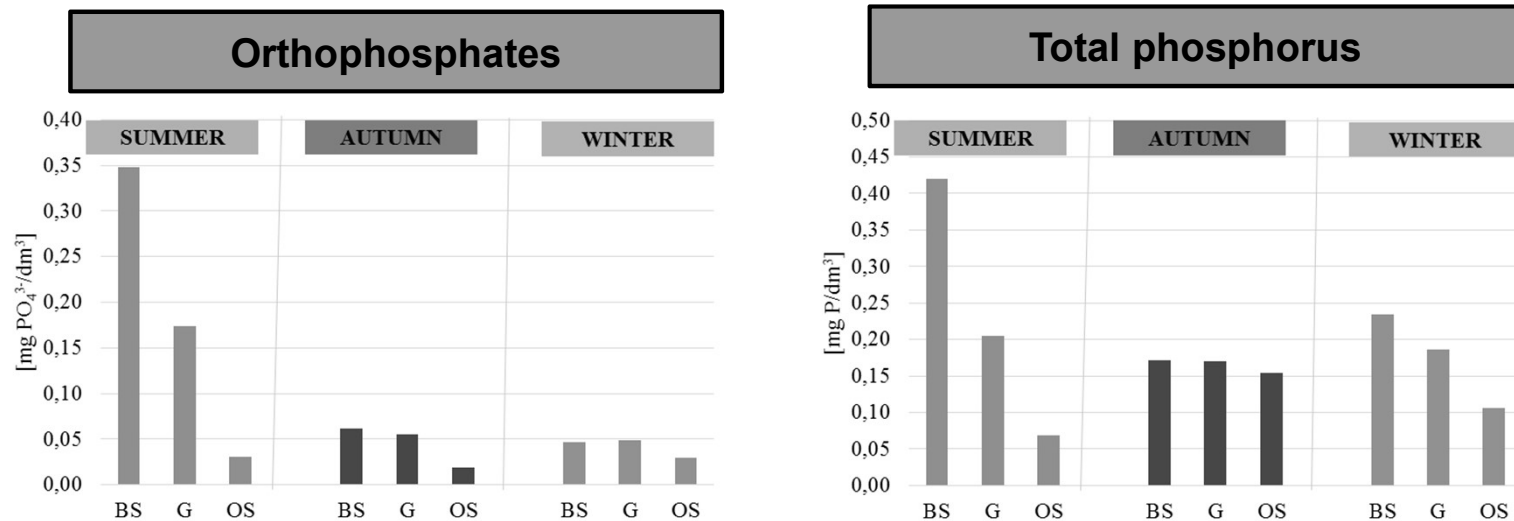 Orthophosphates
0,40
0,35
0,30
0,25
0,20
0,15
0,10
0,05
0,00
[mg PO₄³⁻/dm³]
SUMMER AUTUMN WINTER
BS G OS BS G OS BS G OS
Total phosphorus
0,50
0,45
0,40
0,35
0,30
0,25
0,20
0,15
0,10
0,05
0,00
[mg P/dm³]
SUMMER AUTUMN WINTER
BS G OS BS G OS BS G OS